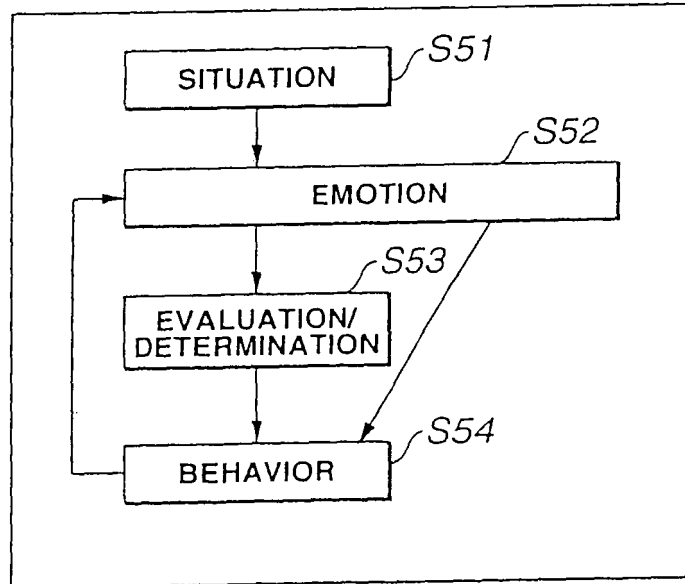 S51
SITUATION
S52
EMOTION
S53
EVALUATION/
DETERMINATION
S54
BEHAVIOR